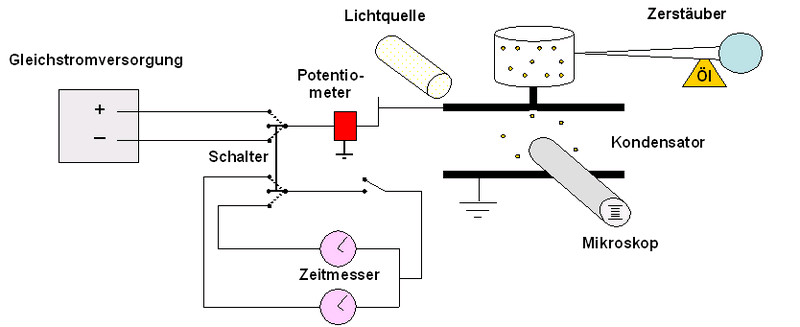 Lichtquelle
Zerstäuber
Gleichstromversorgung
Potentio-
meter
Öl
+
−
Schalter
Kondensator
Mikroskop
Zeitmesser